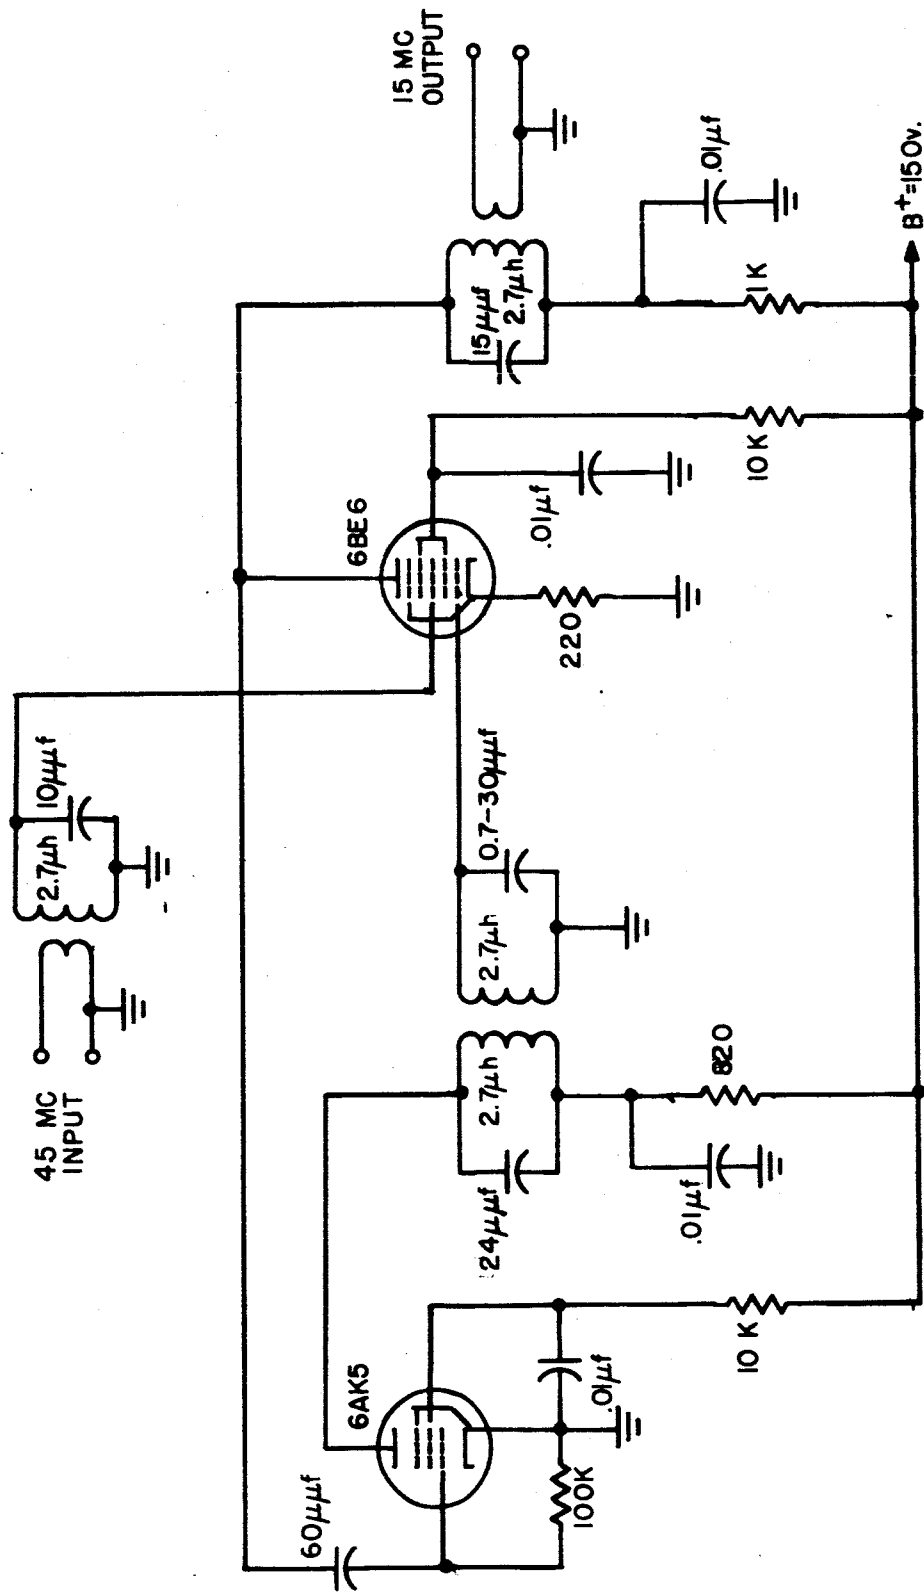 45 MC
INPUT
2.7μh
10μμf
15 MC
OUTPUT
6BE6
15μμf
2.7μh.
.01μf
1K
10K
.01μf
220
0.7-30μμf
2.7μh
2.7μh
24μμf
820
.01μf
6AK5
60μμf
100K
.01μf
10K
B+=150v.